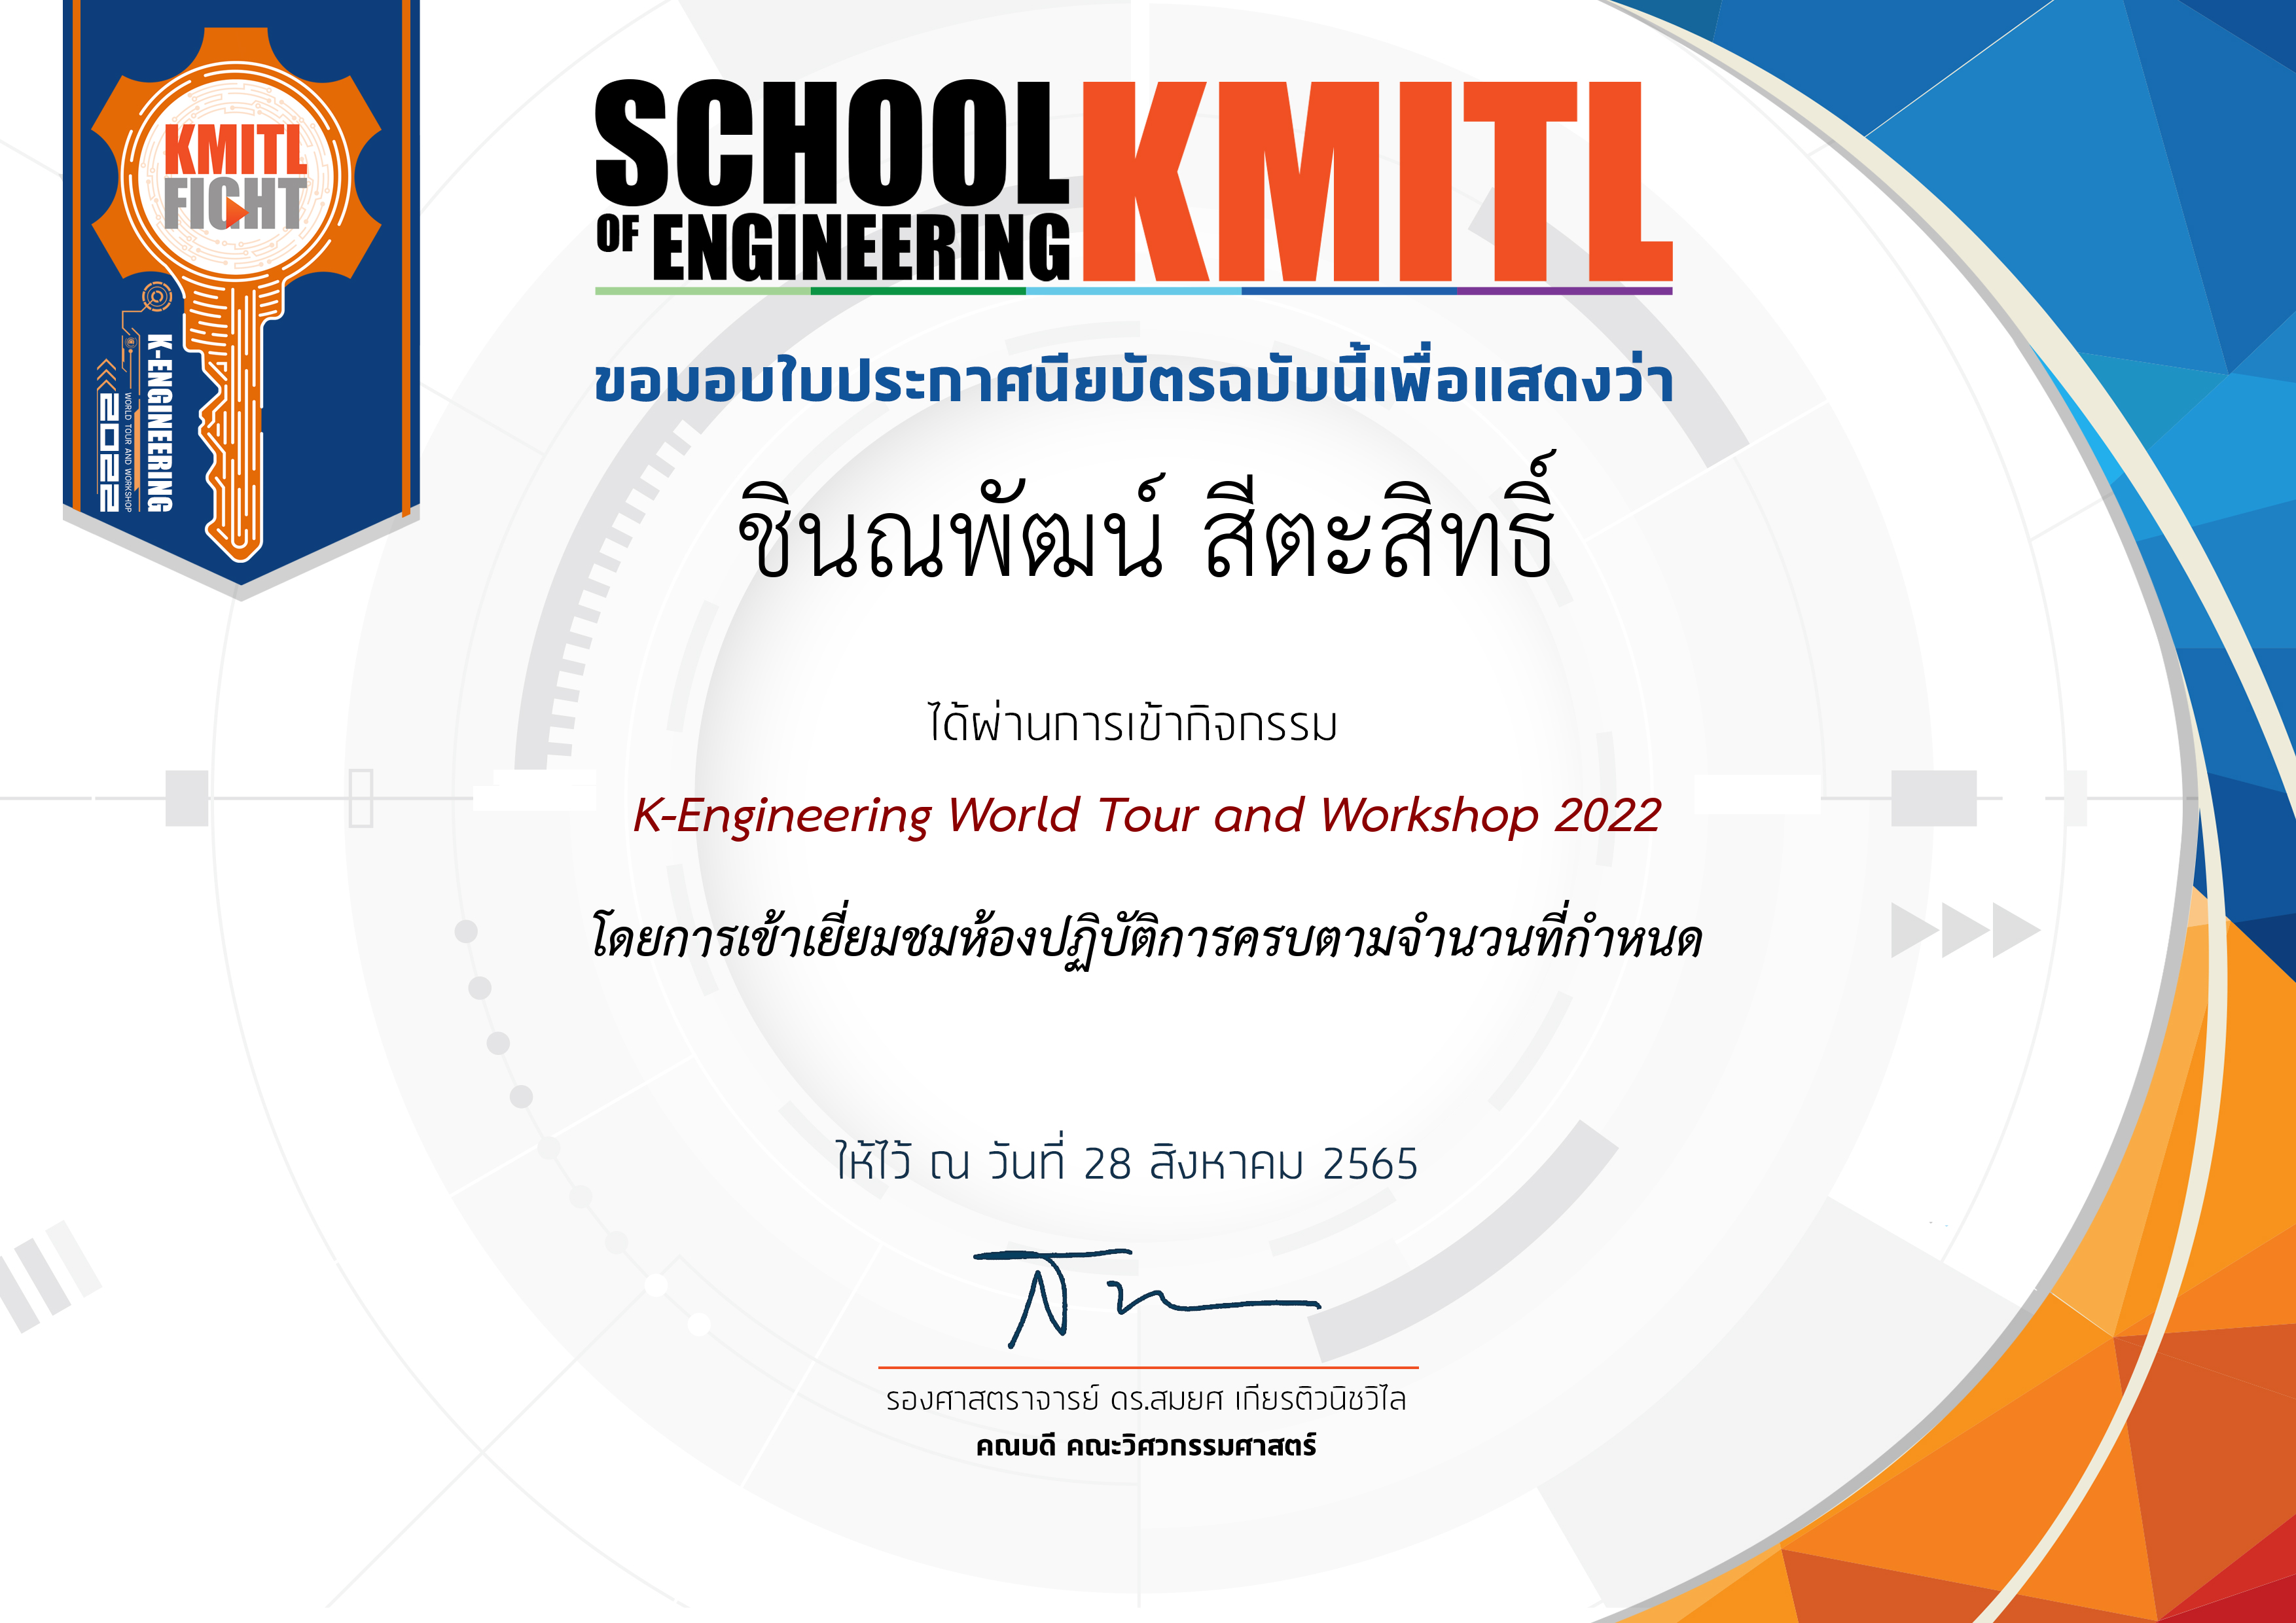 KMITL
FIGHT
K-ENGINEERING
WORLD TOUR AND WORKSHOP
2022
SCHOOL
OF ENGINEERING
KMITL
ขอมอบใบประกาศนียบัตรฉบับนี้เพื่อแสดงว่า
ชินณพัฒน์ สีตะสิทธิ์
ได้ผ่านการเข้ากิจกรรม
K-Engineering World Tour and Workshop 2022
โดยการเข้าเยี่ยมชมห้องปฏิบัติการครบตามจำนวนที่กำหนด
ให้ไว้ ณ วันที่ 28 สิงหาคม 2565
รองศาสตราจารย์ ดร.สมยศ เกียรติวนิชวิไล
คณบดี คณะวิศวกรรมศาสตร์